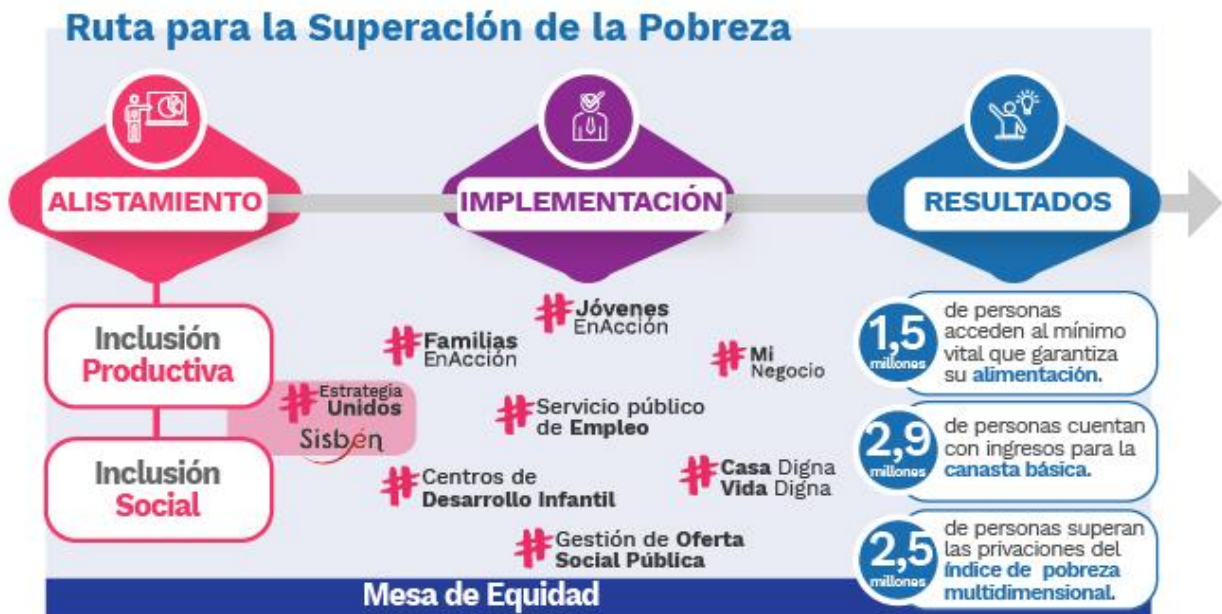 Ruta para la Superación de la Pobreza
ALISTAMIENTO
IMPLEMENTACIÓN
RESULTADOS
Inclusión
Productiva
Inclusión
Social
#Estrategia
Unidos
Sisbén
#Familias
EnAcción
#Jóvenes
EnAcción
#Mi
Negocio
#Servicio público
de Empleo
#Centros de
Desarrollo Infantil
#Casa Digna
Vida Digna
#Gestión de Oferta
Social Pública
1,5
millones
de personas
acceden al mínimo
vital que garantiza
su alimentación.
2,9
millones
de personas cuentan
con ingresos para la
canasta básica.
2,5
millones
de personas superan
las privaciones del
índice de pobreza
multidimensional.
Mesa de Equidad